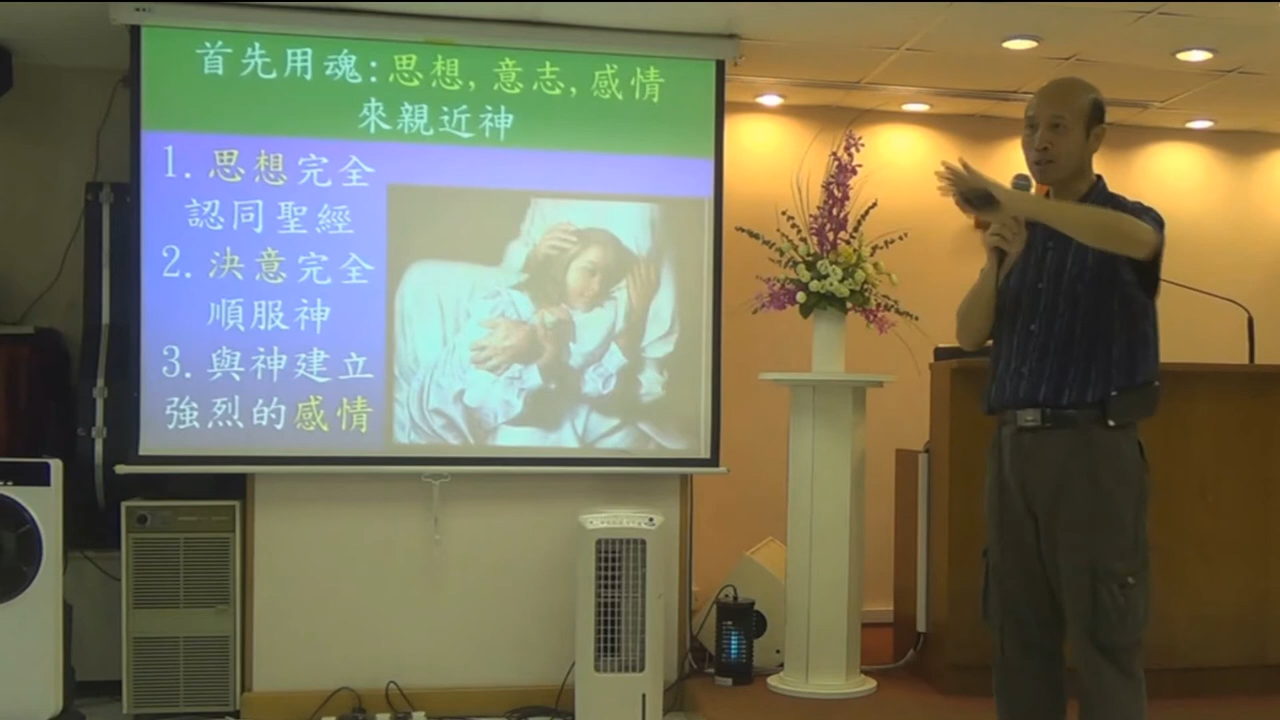 首先用魂:思想,意志,感情
來親近神
1.思想完全
認同聖經
2.決意完全
順服神
3.與神建立
強烈的感情